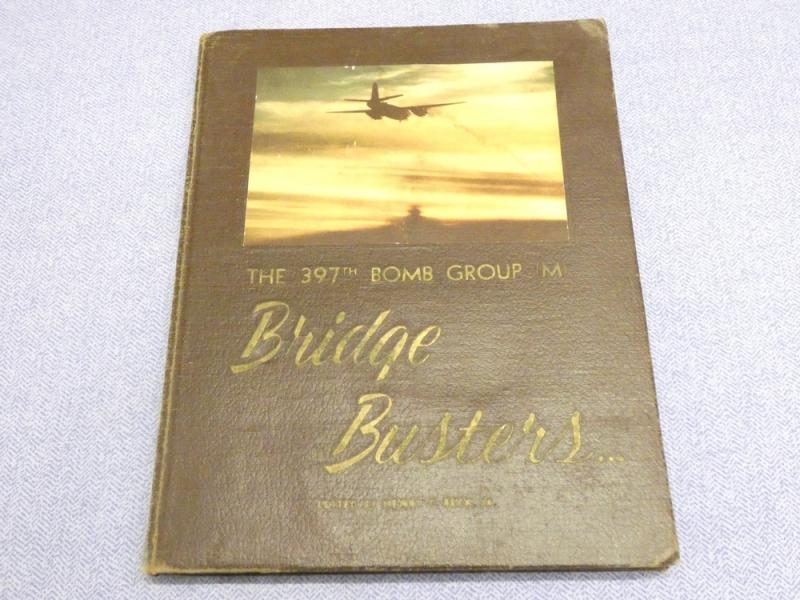 THE 397TH BOMB GROUP (M)
Bridge
Busters...